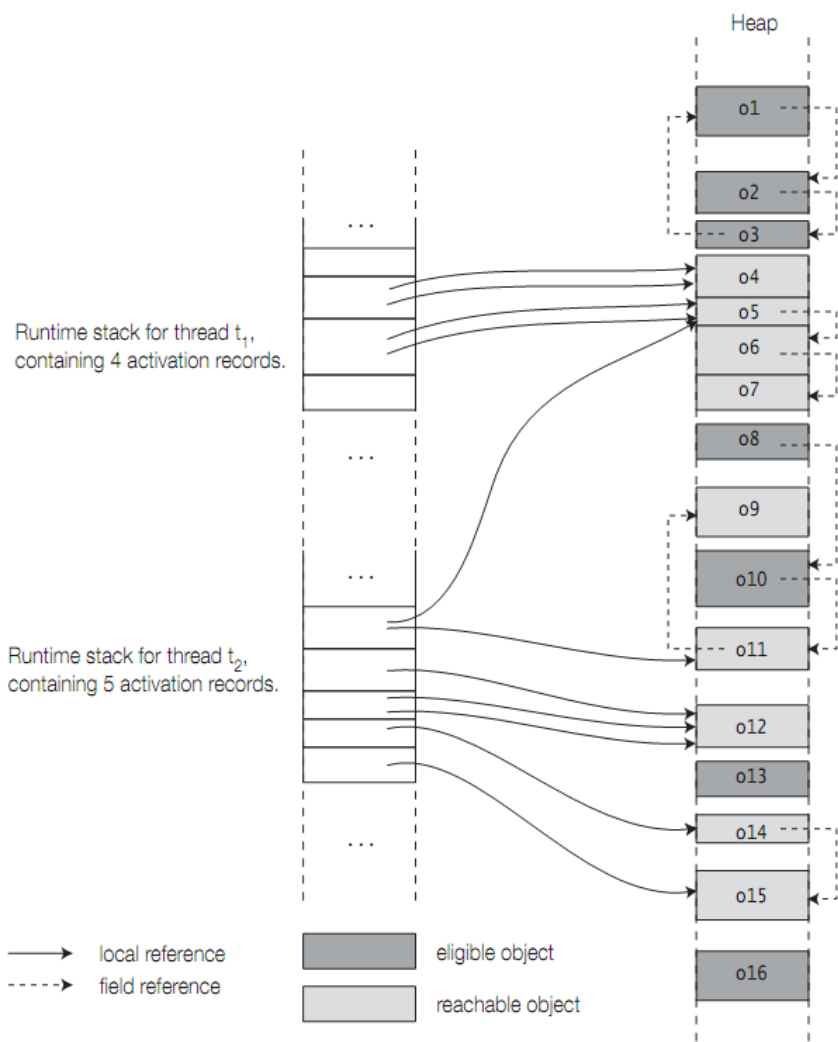 Heap
o1
o2
. . .
o3
o4
o5
Runtime stack for thread t1,
containing 4 activation records.
o6
o7
o8
. . .
o9
. . .
o10
Runtime stack for thread t2,
containing 5 activation records.
o11
o12
o13
o14
. . .
o15
local reference
eligible object
field reference
o16
reachable object